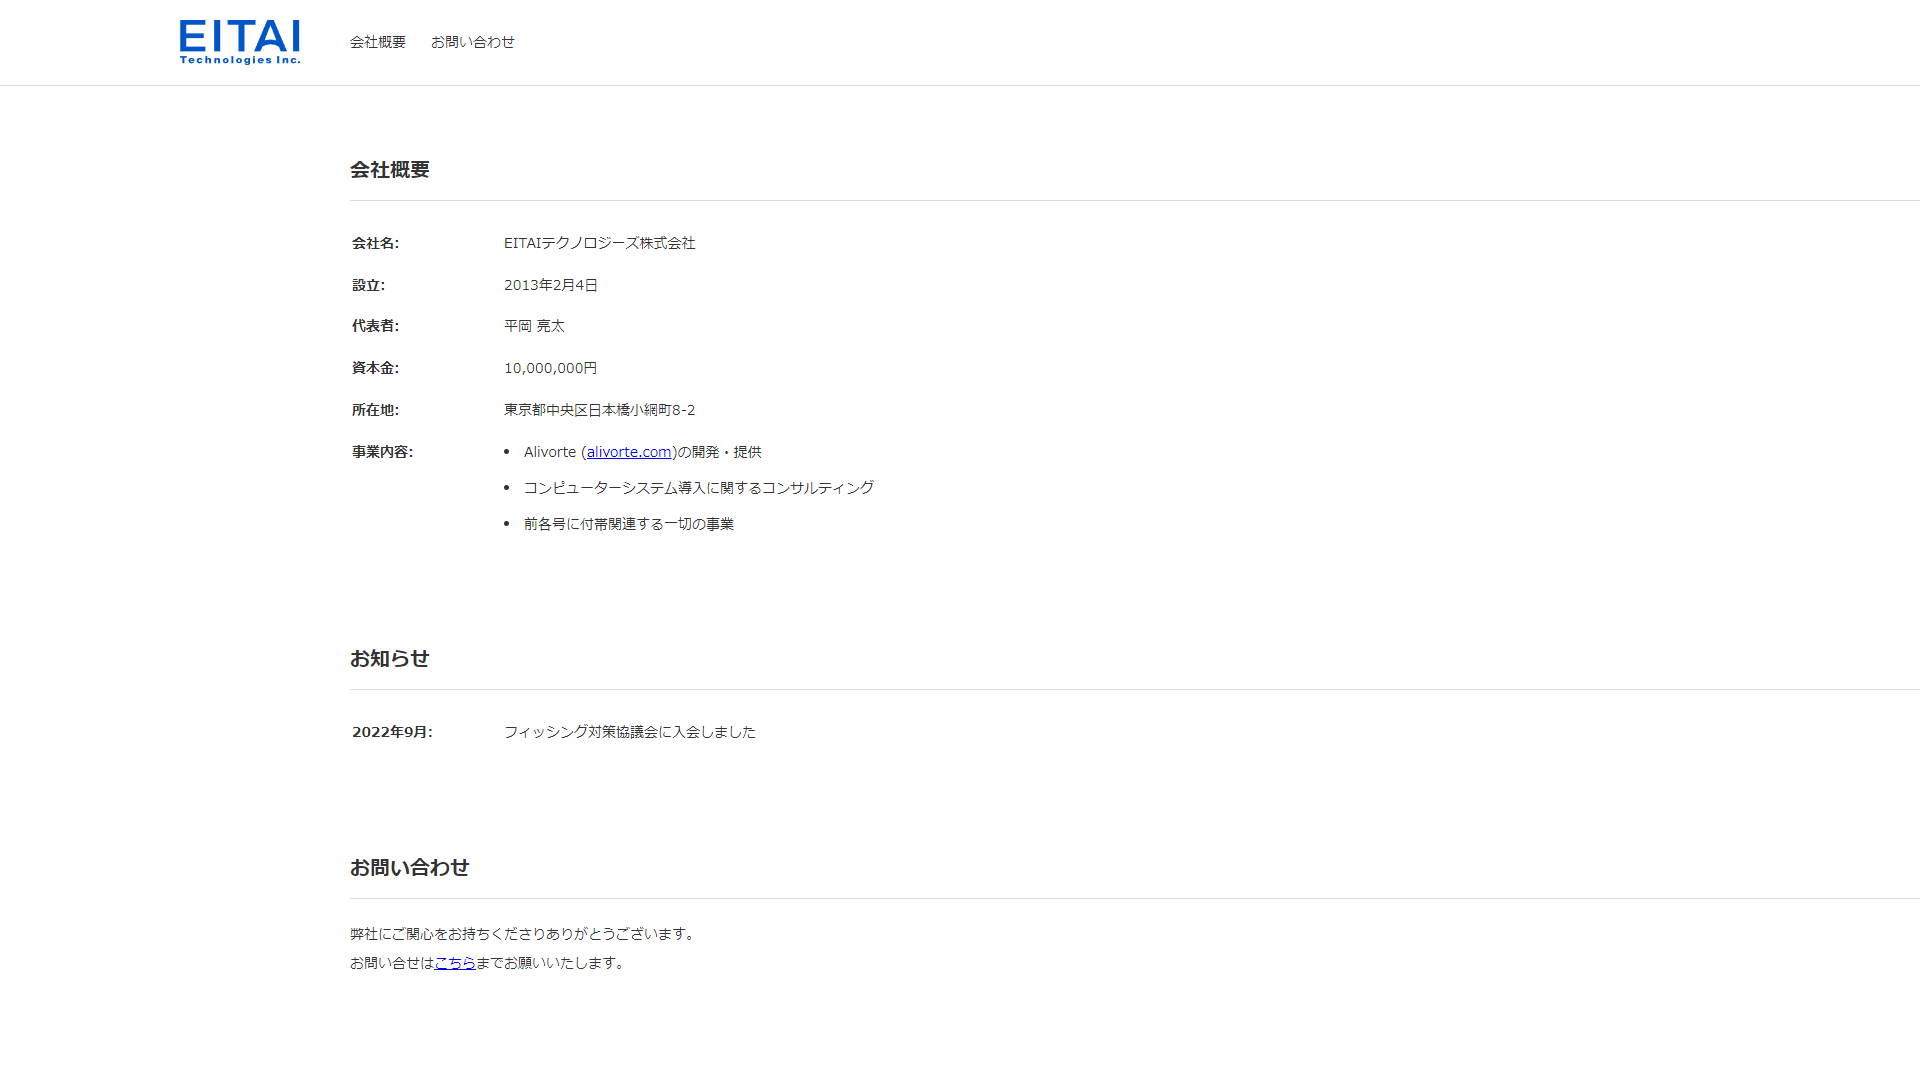 EITAI
Technologies Inc.
会社概要 お問い合わせ
会社概要
会社名: EITAIテクノロジーズ株式会社
設立: 2013年2月4日
代表者: 平岡 亮太
資本金: 10,000,000円
所在地: 東京都中央区日本橋小網町8-2
事業内容: • Alivorte (alivorte.com)の開発・提供
• コンピューターシステム導入に関するコンサルティング
• 前各号に付帯関連する一切の事業
お知らせ
2022年9月: フィッシング対策協議会に入会しました
お問い合わせ
弊社にご関心をお持ちくださりありがとうございます。
お問い合せはこちらまでお願いいたします。